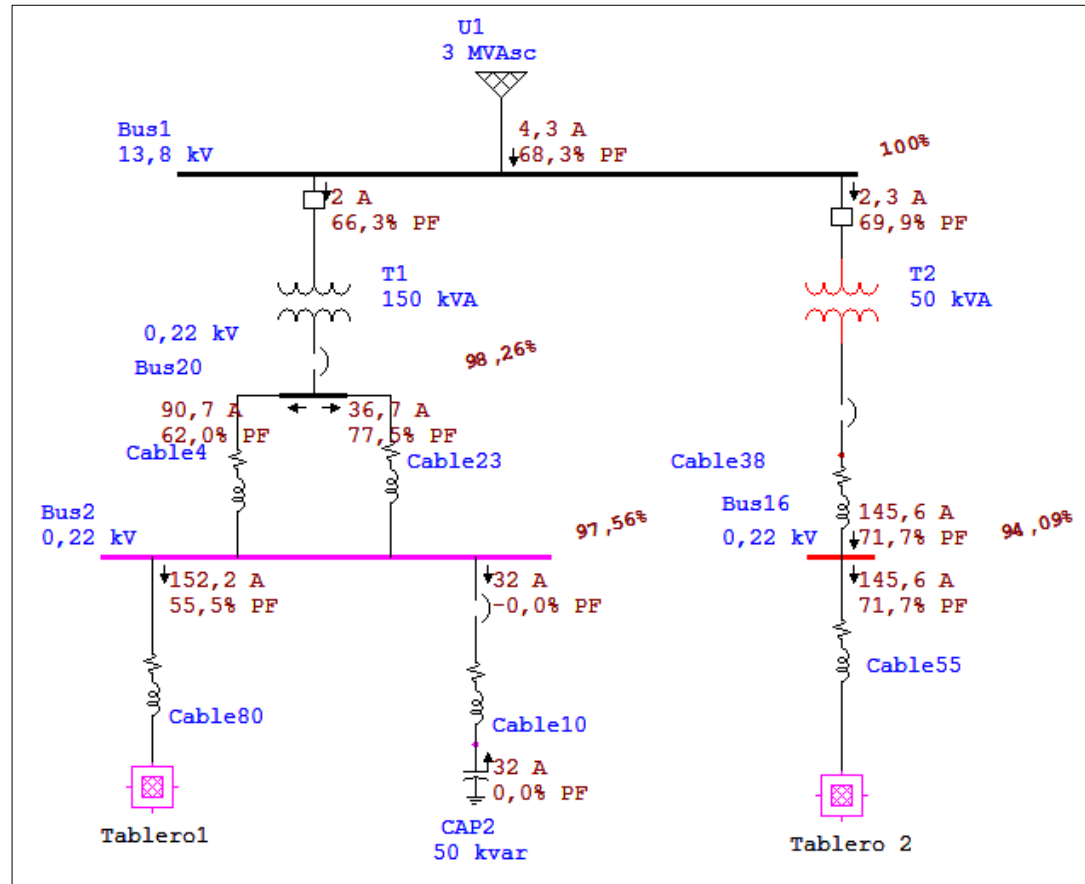 U1
3 MVAsc
Bus1
13,8 kV
4,3 A
68,3% PF
100%
2 A
66,3% PF
2,3 A
69,9% PF
T1
150 kVA
T2
50 kVA
0,22 kV
Bus20
98,26%
90,7 A
62,0% PF
36,7 A
77,5% PF
Cable4
Cable23
Cable38
Bus2
0,22 kV
97,56%
Bus16
0,22 kV
145,6 A
71,7% PF
94,09%
152,2 A
55,5% PF
32 A
-0,0% PF
145,6 A
71,7% PF
Cable55
Cable80
Cable10
32 A
0,0% PF
Tablero1
CAP2
50 kvar
Tablero 2